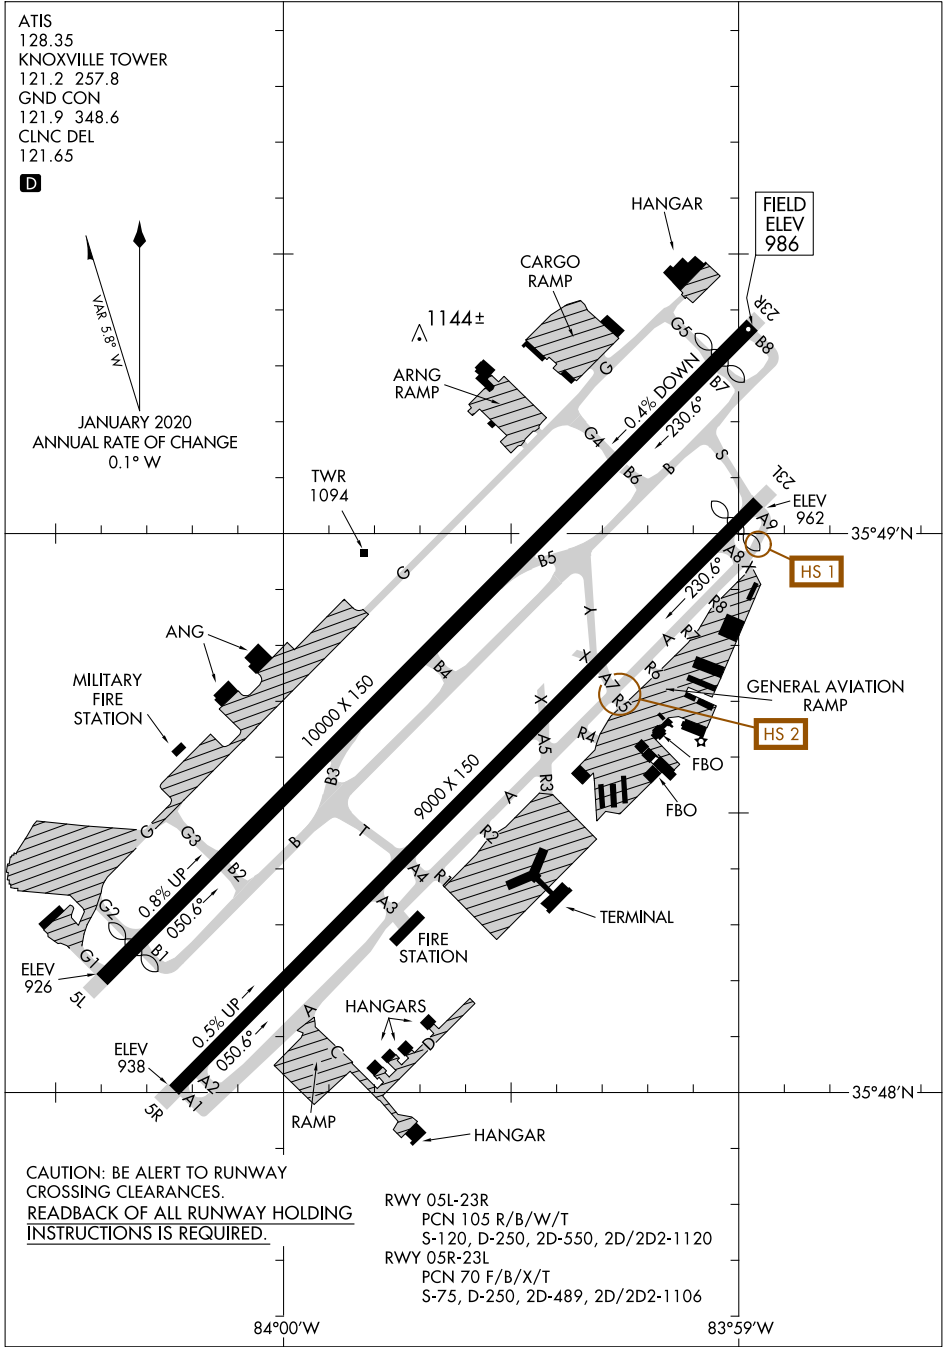 ATIS
128.35
KNOXVILLE TOWER
121.2 257.8
GND CON
121.9 348.6
CLNC DEL
121.65
D
VAR 5.8° W
JANUARY 2020
ANNUAL RATE OF CHANGE
0.1° W
HANGAR
FIELD
ELEV
986
CARGO
RAMP
1144±
ARNG
RAMP
23R
G5
B8
B7
G
0.4% DOWN
230.6°
G4
B6
B
S
TWR
1094
23L
ELEV
962
A9
35°49'N
HS 1
A8
X
B5
G
230.6°
R8
Y
R7
A
ANG
MILITARY
FIRE
STATION
B4
X
R6
A7
R5
GENERAL AVIATION
RAMP
HS 2
10000 X 150
X
A5
R4
FBO
FBO
B3
9000 X 150
R3
A
R2
G
G3
B
T
B2
A4
R1
0.8% UP
050.6°
A3
TERMINAL
FIRE
STATION
G2
B1
G1
ELEV
926
5L
0.5% UP
050.6°
A
HANGARS
C
D
ELEV
938
A2
A1
5R
RAMP
HANGAR
35°48'N
CAUTION: BE ALERT TO RUNWAY
CROSSING CLEARANCES.
READBACK OF ALL RUNWAY HOLDING
INSTRUCTIONS IS REQUIRED.
RWY 05L-23R
PCN 105 R/B/W/T
S-120, D-250, 2D-550, 2D/2D2-1120
RWY 05R-23L
PCN 70 F/B/X/T
S-75, D-250, 2D-489, 2D/2D2-1106
84°00'W
83°59'W